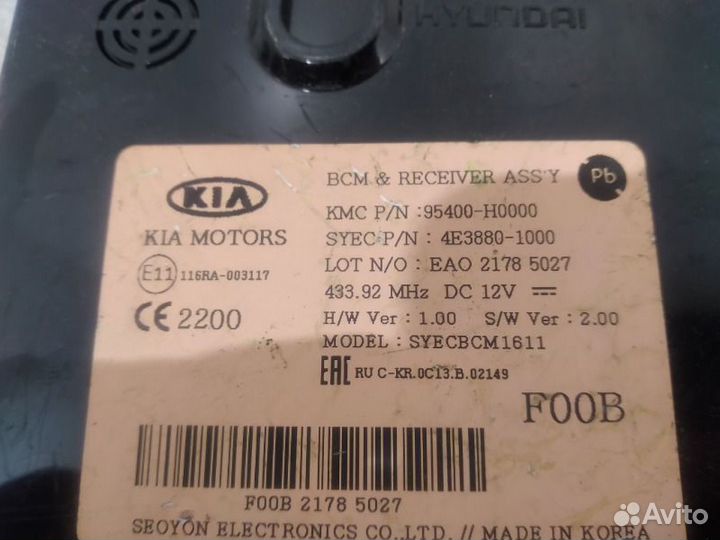 HYUNDAI
BCM & RECEIVER ASS'Y
Pb
KIA
KMC P/N :95400-H0000
KIA MOTORS
SYEC P/N : 4E3880-1000
LOT N/O : EAO 2178 5027
E11 116RA-003117
433.92 MHz DC 12V
CE 2200
H/W Ver : 1.00 S/W Ver : 2.00
MODEL : SYECBCM1611
EAC RU C-KR.0C13.B.02149
F00B
F00B 2178 5027
SEOYON ELECTRONICS CO.,LTD. // MADE IN KOREA
Avito